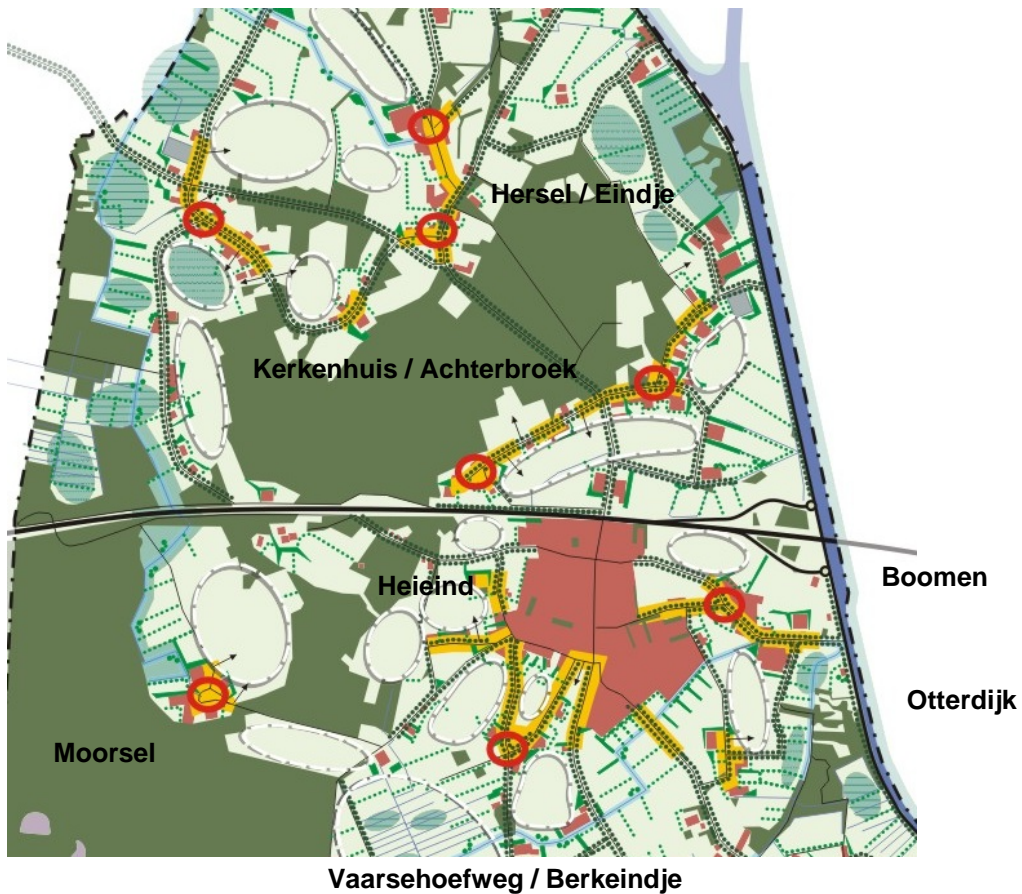 Hersel / Eindje
Kerkenhuis / Achterbroek
Heieind
Boomen
Otterdijk
Moorsel
Vaarsehoefweg / Berkeindje